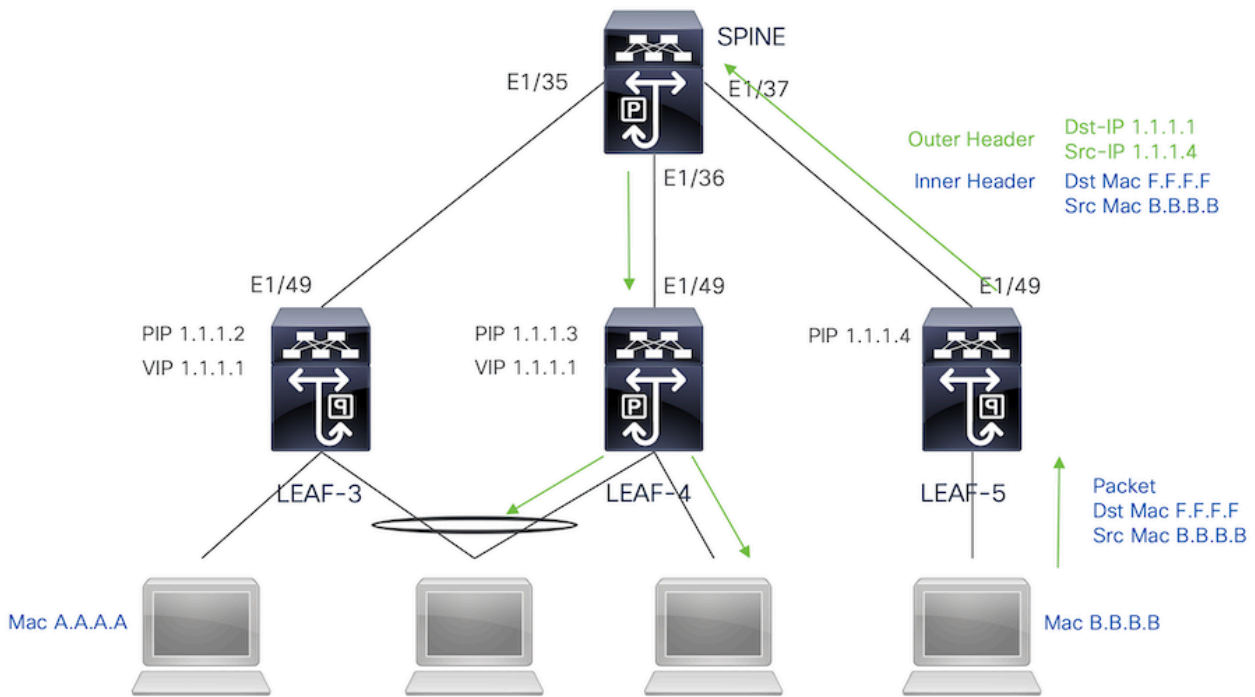 SPINE
E1/35
E1/37
P
Outer Header
Dst-IP 1.1.1.1
Src-IP 1.1.1.4
Inner Header
Dst Mac F.F.F.F
Src Mac B.B.B.B
E1/36
E1/49
E1/49
E1/49
PIP 1.1.1.2
VIP 1.1.1.1
PIP 1.1.1.3
VIP 1.1.1.1
PIP 1.1.1.4
P
P
P
LEAF-3
LEAF-4
LEAF-5
Packet
Dst Mac F.F.F.F
Src Mac B.B.B.B
Mac A.A.A.A
Mac B.B.B.B